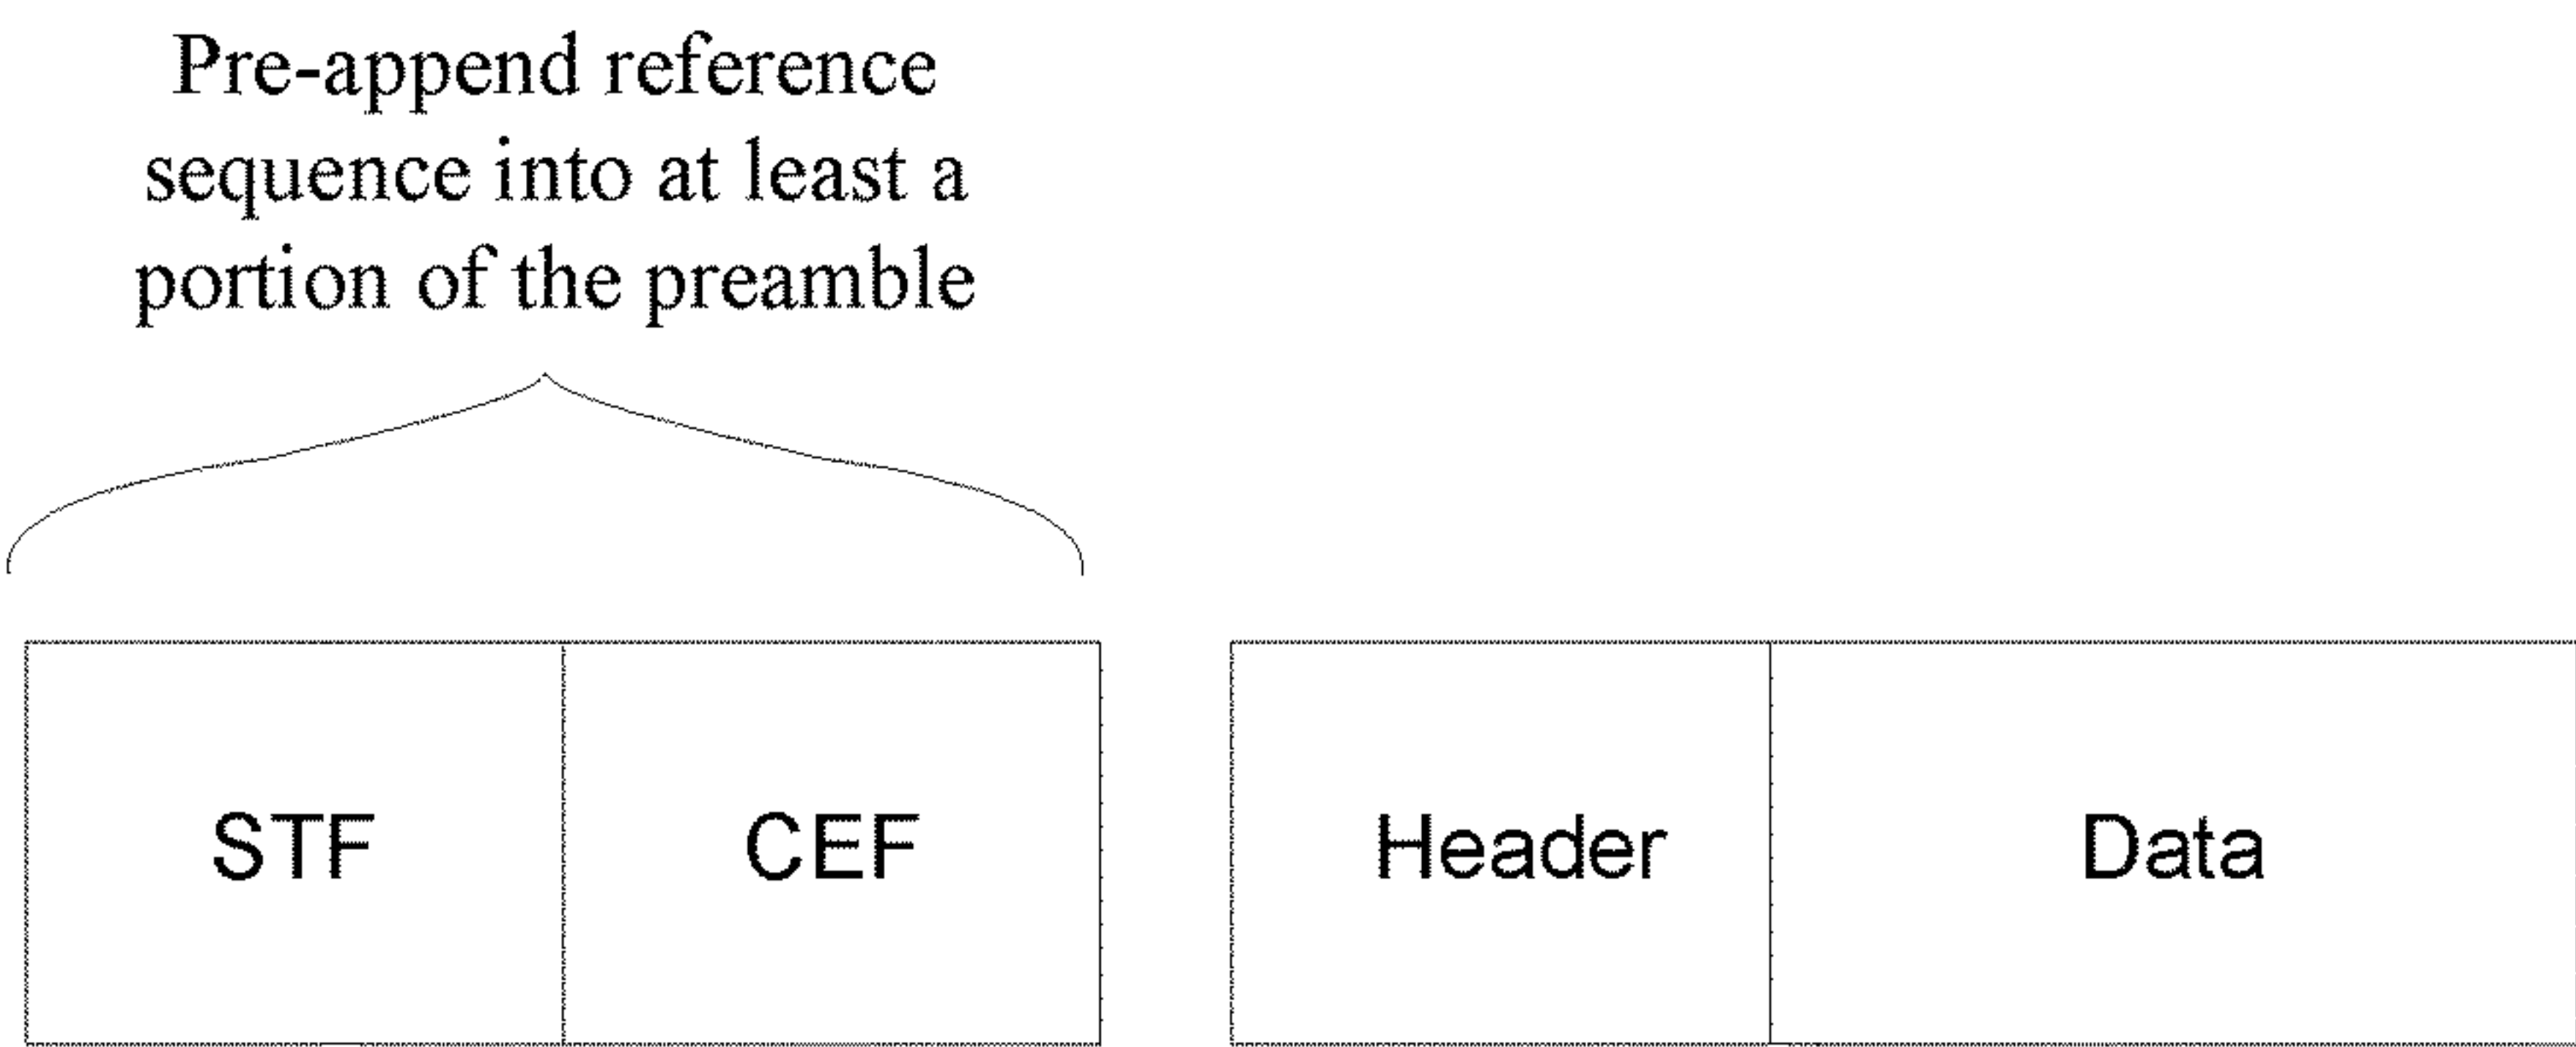 Pre-append reference
sequence into at least a
portion of the preamble
STF CEF Header Data